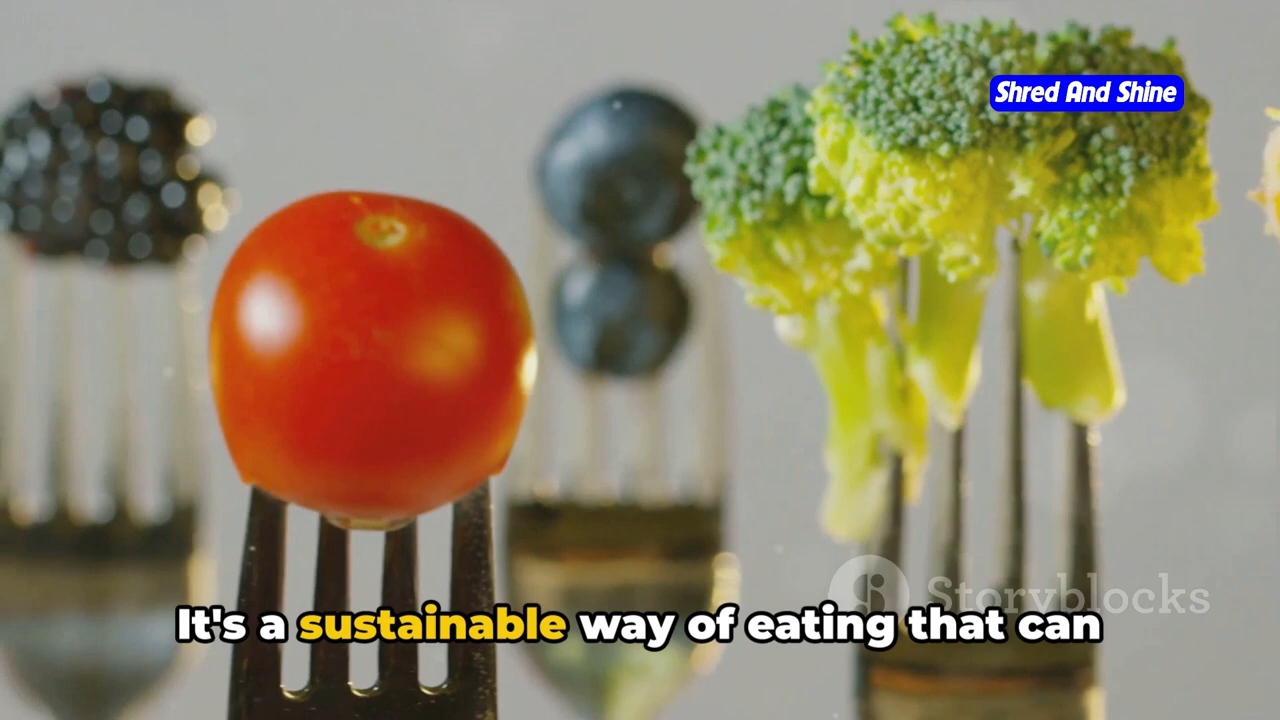 Shred And Shine
Storyblocks
It's a sustainable way of eating that can